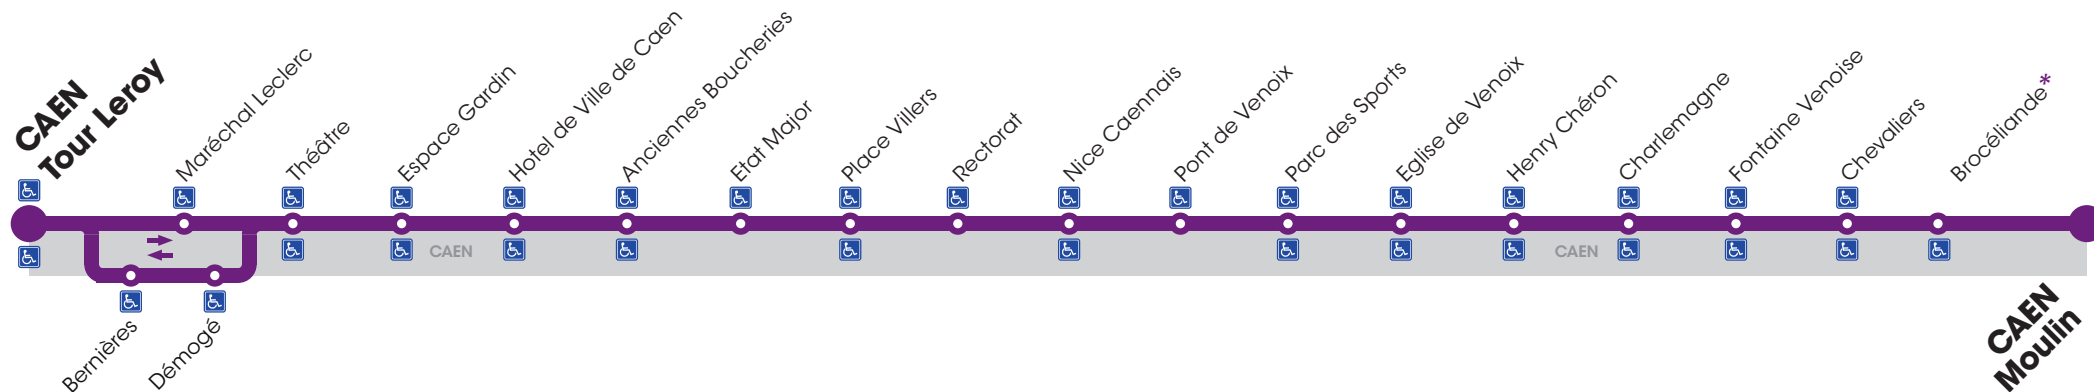 CAEN
Tour Leroy
Maréchal Leclerc
Théâtre
Espace Gardin
Hotel de Ville de Caen
Anciennes Boucheries
Etat Major
Place Villers
Rectorat
Nice Caennais
Pont de Venoix
Parc des Sports
Eglise de Venoix
Henry Chéron
Charlemagne
Fontaine Venoise
Chevaliers
Brocéliande*
CAEN
CAEN
Bernières
Démogé
CAEN
Moulin